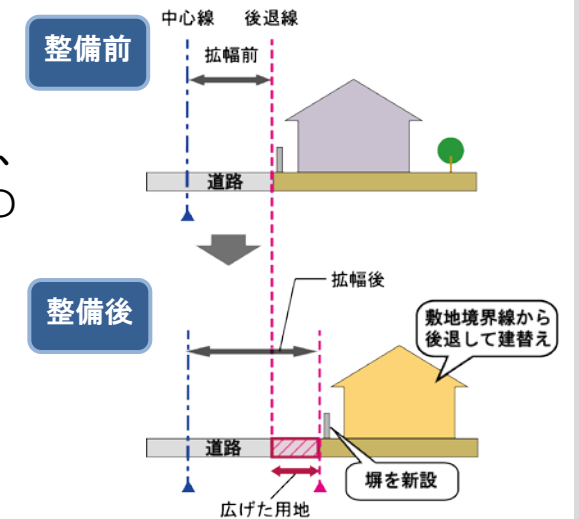 中心線
後退線
整備前
拡幅前
、
道路
拡幅後
整備後
敷地境界線から
後退して建替え
道路
塀を新設
広げた用地